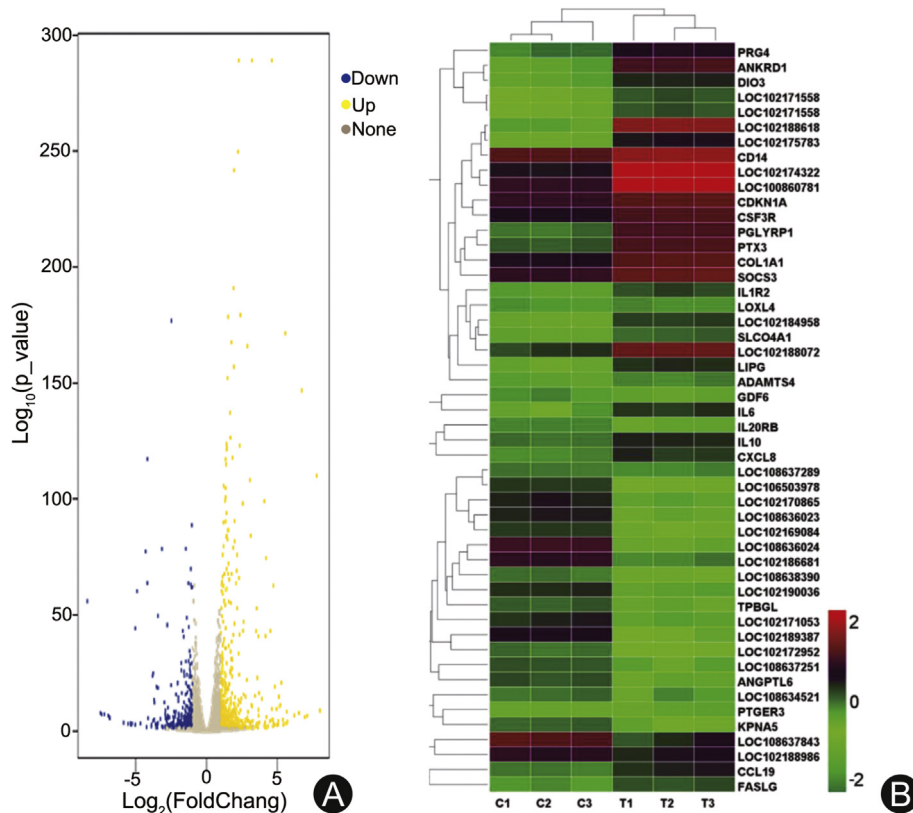 300
250
200
150
100
50
0
-5
0
5
Log10(p_value)
Log2(FoldChang)
Down
Up
None
A
PRG4
ANKRD1
DIO3
LOC102171558
LOC102171558
LOC102188618
LOC102175783
CD14
LOC102174322
LOC100860781
CDKN1A
CSF3R
PGLYRP1
PTX3
COL1A1
SOCS3
IL1R2
LOXL4
LOC102184958
SLCO4A1
LOC102188072
LIPG
ADAMTS4
GDF6
IL6
IL20RB
IL10
CXCL8
LOC108637289
LOC106503978
LOC102170865
LOC108636023
LOC102169084
LOC108636024
LOC102186681
LOC108638390
LOC102190036
TPBGL
LOC102171053
LOC102189387
LOC102172952
LOC108637251
ANGPTL6
LOC108634521
PTGER3
KPNA5
LOC108637843
LOC102188986
CCL19
FASLG
C1 C2 C3 T1 T2 T3
2
1
0
-1
-2
B